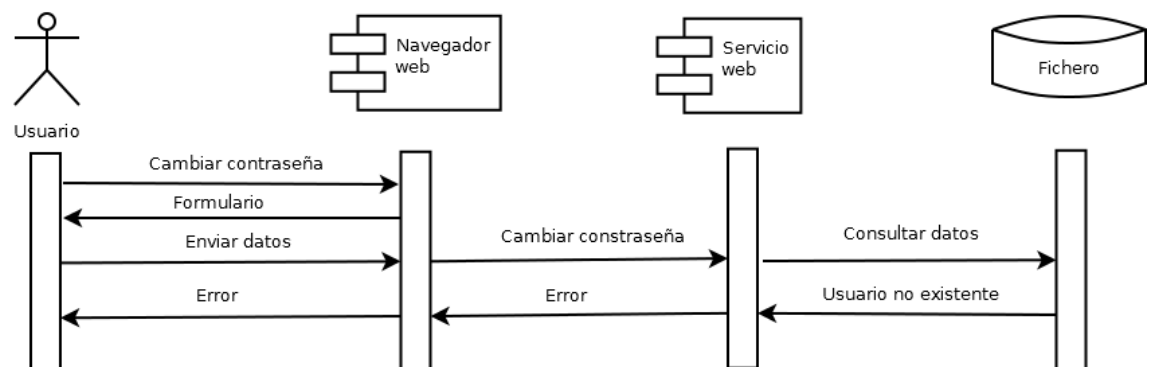 Navegador
web
Servicio
web
Fichero
Usuario
Cambiar contraseña
Formulario
Enviar datos
Cambiar constraseña
Consultar datos
Error
Error
Usuario no existente